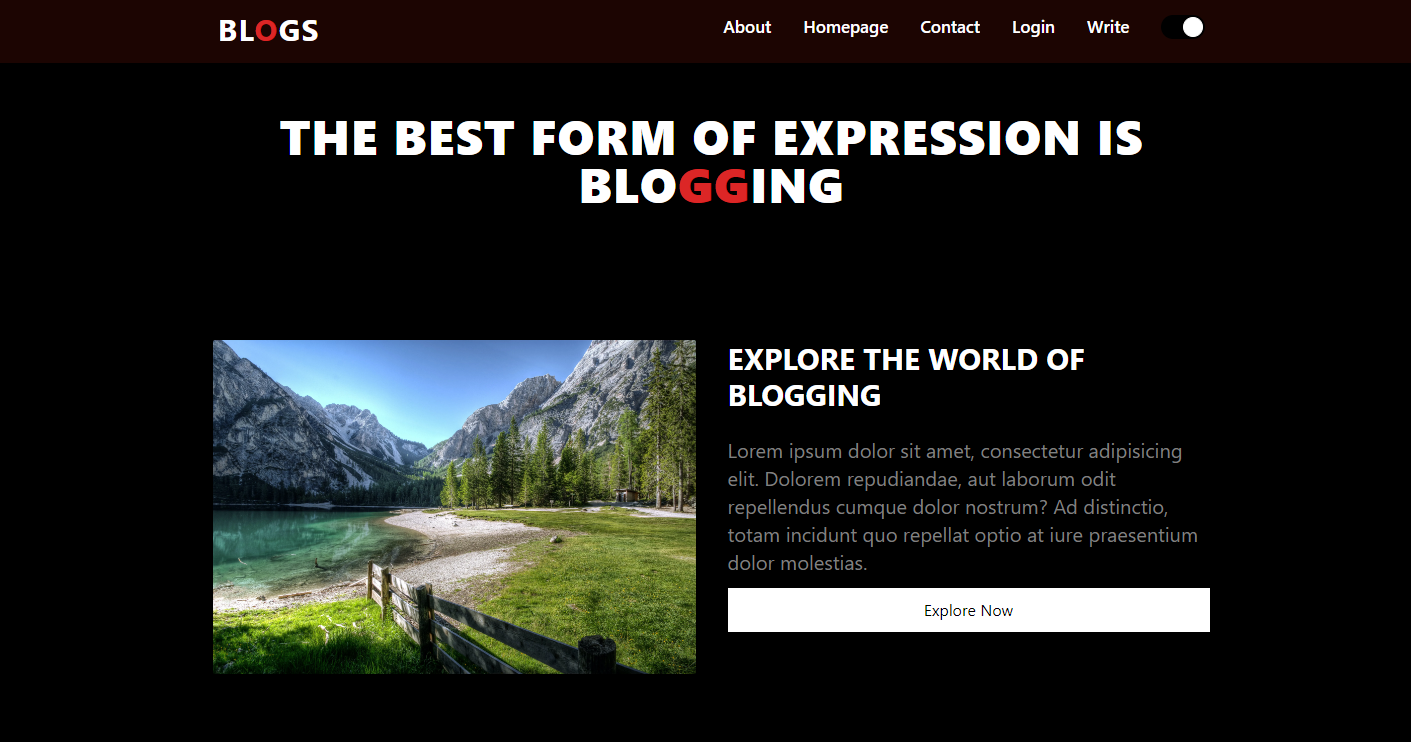 BLOGS
About Homepage Contact Login Write
THE BEST FORM OF EXPRESSION IS
BLOGGING
EXPLORE THE WORLD OF
BLOGGING
Lorem ipsum dolor sit amet, consectetur adipisicing
elit. Dolorem repudiandae, aut laborum odit
repellendus cumque dolor nostrum? Ad distinctio,
totam incidunt quo repellat optio at iure praesentium
dolor molestias.
Explore Now